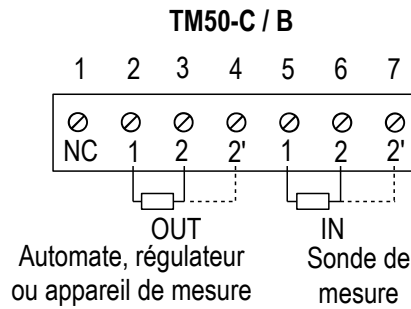 TM50-C / B
1 2 3 4 5 6 7
NC 1 2 2' 1 2 2'
OUT IN
Automate, régulateur Sonde de
ou appareil de mesure mesure